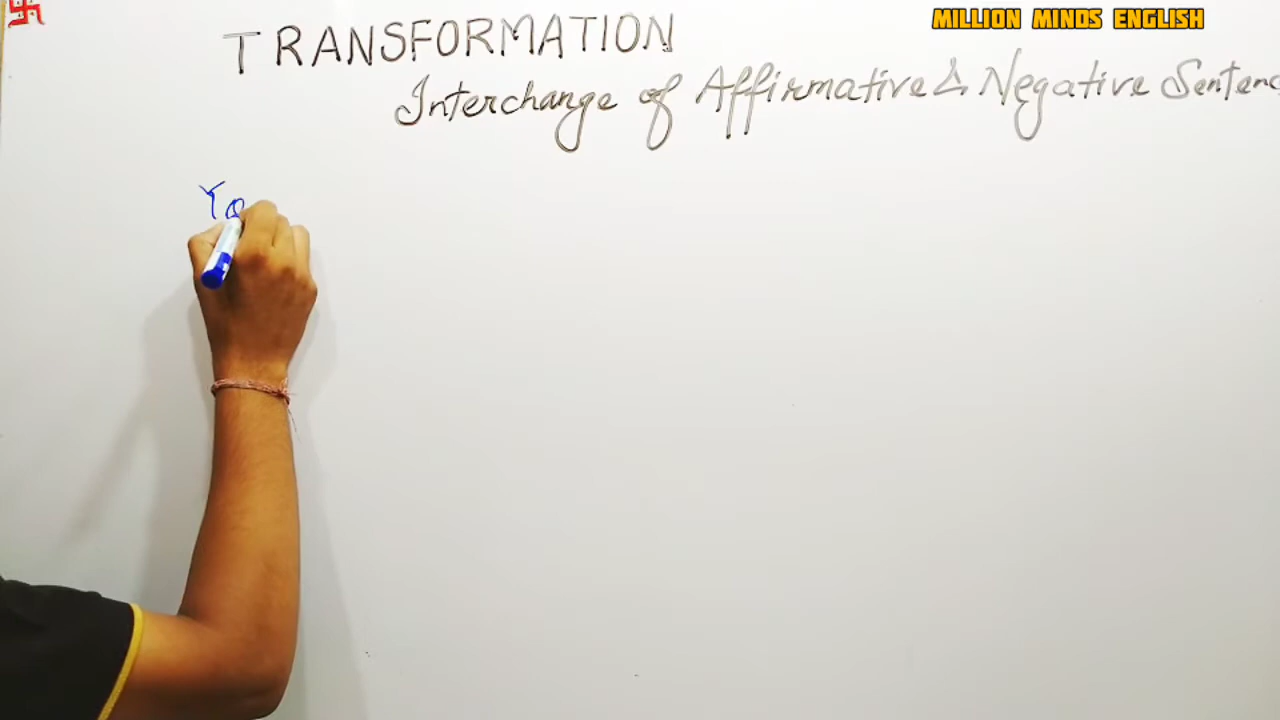 MILLION MINDS ENGLISH
TRANSFORMATION
Interchange of Affirmative & Negative Sentenc
Yo